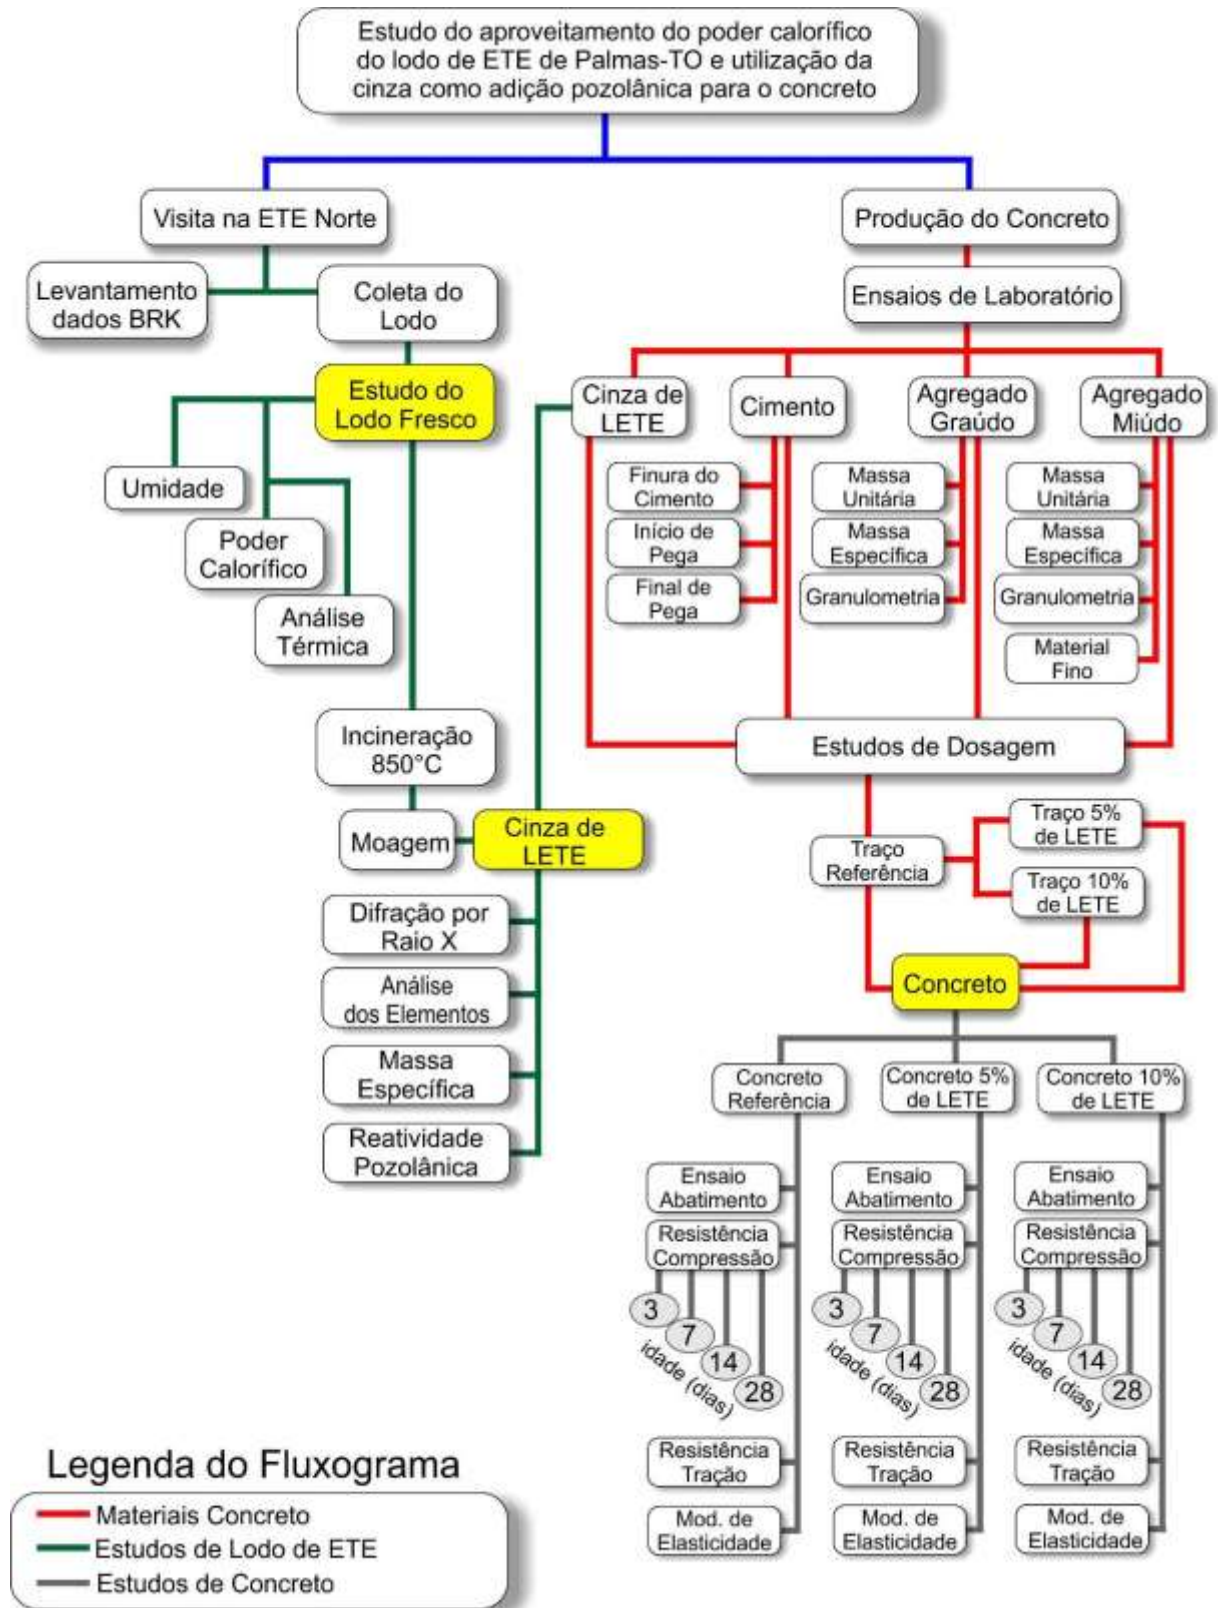 Estudo do aproveitamento do poder calorífico
do lodo de ETE de Palmas-TO e utilização da
cinza como adição pozolânica para o concreto
Visita na ETE Norte
Produção do Concreto
Levantamento
dados BRK
Coleta do
Lodo
Ensaios de Laboratório
Estudo do
Lodo Fresco
Cinza de
LETE
Cimento
Agregado
Graúdo
Agregado
Miúdo
Umidade
Poder
Calorífico
Análise
Térmica
Finura do
Cimento
Início de
Pega
Final de
Pega
Massa
Unitária
Massa
Específica
Granulometria
Massa
Unitária
Massa
Específica
Granulometria
Material
Fino
Incineração
850°C
Estudos de Dosagem
Moagem
Cinza de
LETE
Traço
Referência
Traço 5%
de LETE
Traço 10%
de LETE
Difração por
Raio X
Análise
dos Elementos
Massa
Específica
Reatividade
Pozolânica
Concreto
Concreto
Referência
Concreto 5%
de LETE
Concreto 10%
de LETE
Ensaio
Abatimento
Resistência
Compressão
3
7
14
28
idade (dias)
Resistência
Tração
Mod. de
Elasticidade
Ensaio
Abatimento
Resistência
Compressão
3
7
14
28
idade (dias)
Resistência
Tração
Mod. de
Elasticidade
Ensaio
Abatimento
Resistência
Compressão
3
7
14
28
idade (dias)
Resistência
Tração
Mod. de
Elasticidade
Legenda do Fluxograma
Materiais Concreto
Estudos de Lodo de ETE
Estudos de Concreto